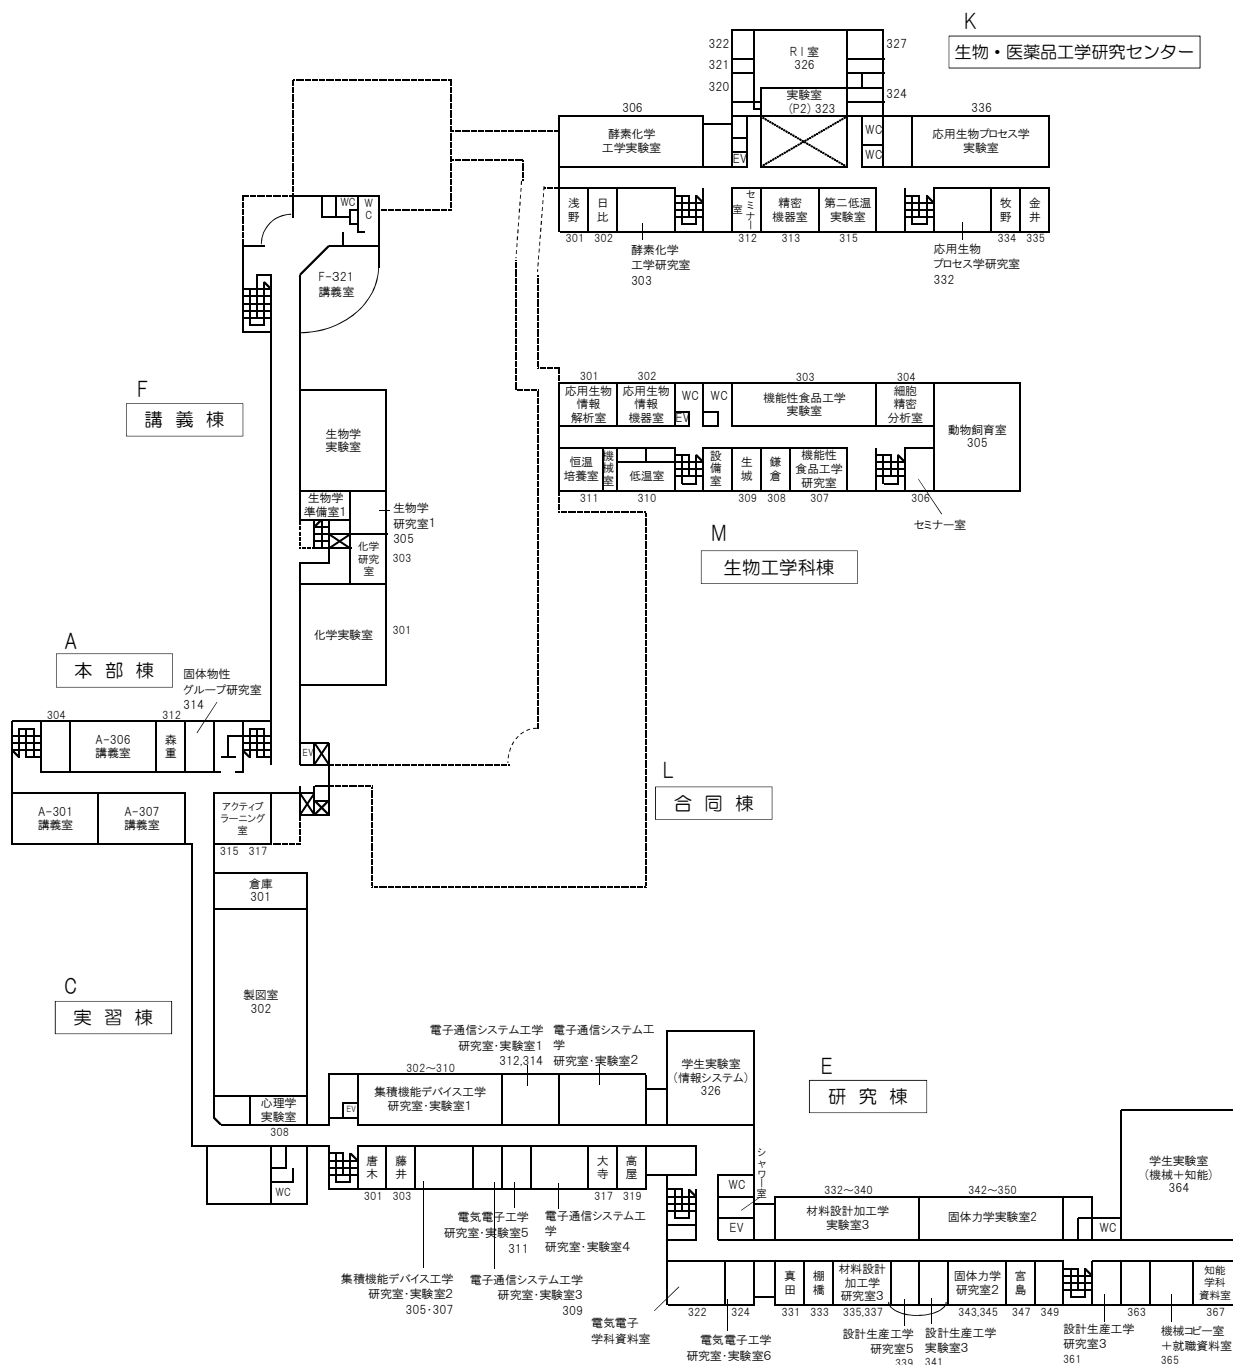 K
生物・医薬品工学研究センター
322
321
320
RI室
326
327
実験室
(P2) 323
324
306
酵素化学
工学実験室
EV
WC
WC
336
応用生物プロセス学
実験室
浅野
301
日比
302
酵素化学
工学研究室
303
セミナー室
312
精密
機器室
313
第二低温
実験室
315
応用生物
プロセス学研究室
332
牧野
334
金井
335
WC
WC
F-321
講義室
F
講義棟
生物学
実験室
生物学
準備室1
生物学
研究室1
305
化学
研究室
303
化学実験室
301
301
応用生物
情報
解析室
302
応用生物
情報
機器室
WC
EV
WC
303
機能性食品工学
実験室
304
細胞
精密
分析室
動物飼育室
305
恒温
培養室
311
機械室
低温室
310
設備室
生城
309
鎌倉
308
機能性
食品工学
研究室
307
306
セミナー室
M
生物工学科棟
A
本部棟
固体物性
グループ研究室
314
304
A-306
講義室
312
森重
EV
A-301
講義室
A-307
講義室
アクティブ
ラーニング
室
315 317
L
合同棟
倉庫
301
製図室
302
C
実習棟
心理学
実験室
308
WC
電子通信システム工学
研究室・実験室1
312,314
電子通信システム工
学
研究室・実験室2
302～310
集積機能デバイス工学
研究室・実験室1
EV
学生実験室
(情報システム)
326
E
研究棟
唐木
301
藤井
303
大寺
317
高屋
319
電気電子工学
研究室・実験室5
311
電子通信システム工
学
研究室・実験室4
集積機能デバイス工学
研究室・実験室2
305・307
電子通信システム工学
研究室・実験室3
309
シャワー室
WC
EV
332～340
材料設計加工学
実験室3
342～350
固体力学実験室2
WC
学生実験室
(機械＋知能)
364
322
電気電子
学科資料室
324
電気電子工学
研究室・実験室6
真田
331
棚橋
333
材料設計
加工学
研究室3
335,337
設計生産工学
研究室5
339
設計生産工学
実験室3
341
固体力学
研究室2
343,345
宮島
347
349
設計生産工学
研究室3
361
363
機械コピー室
＋就職資料室
365
知能
学科
資料室
367